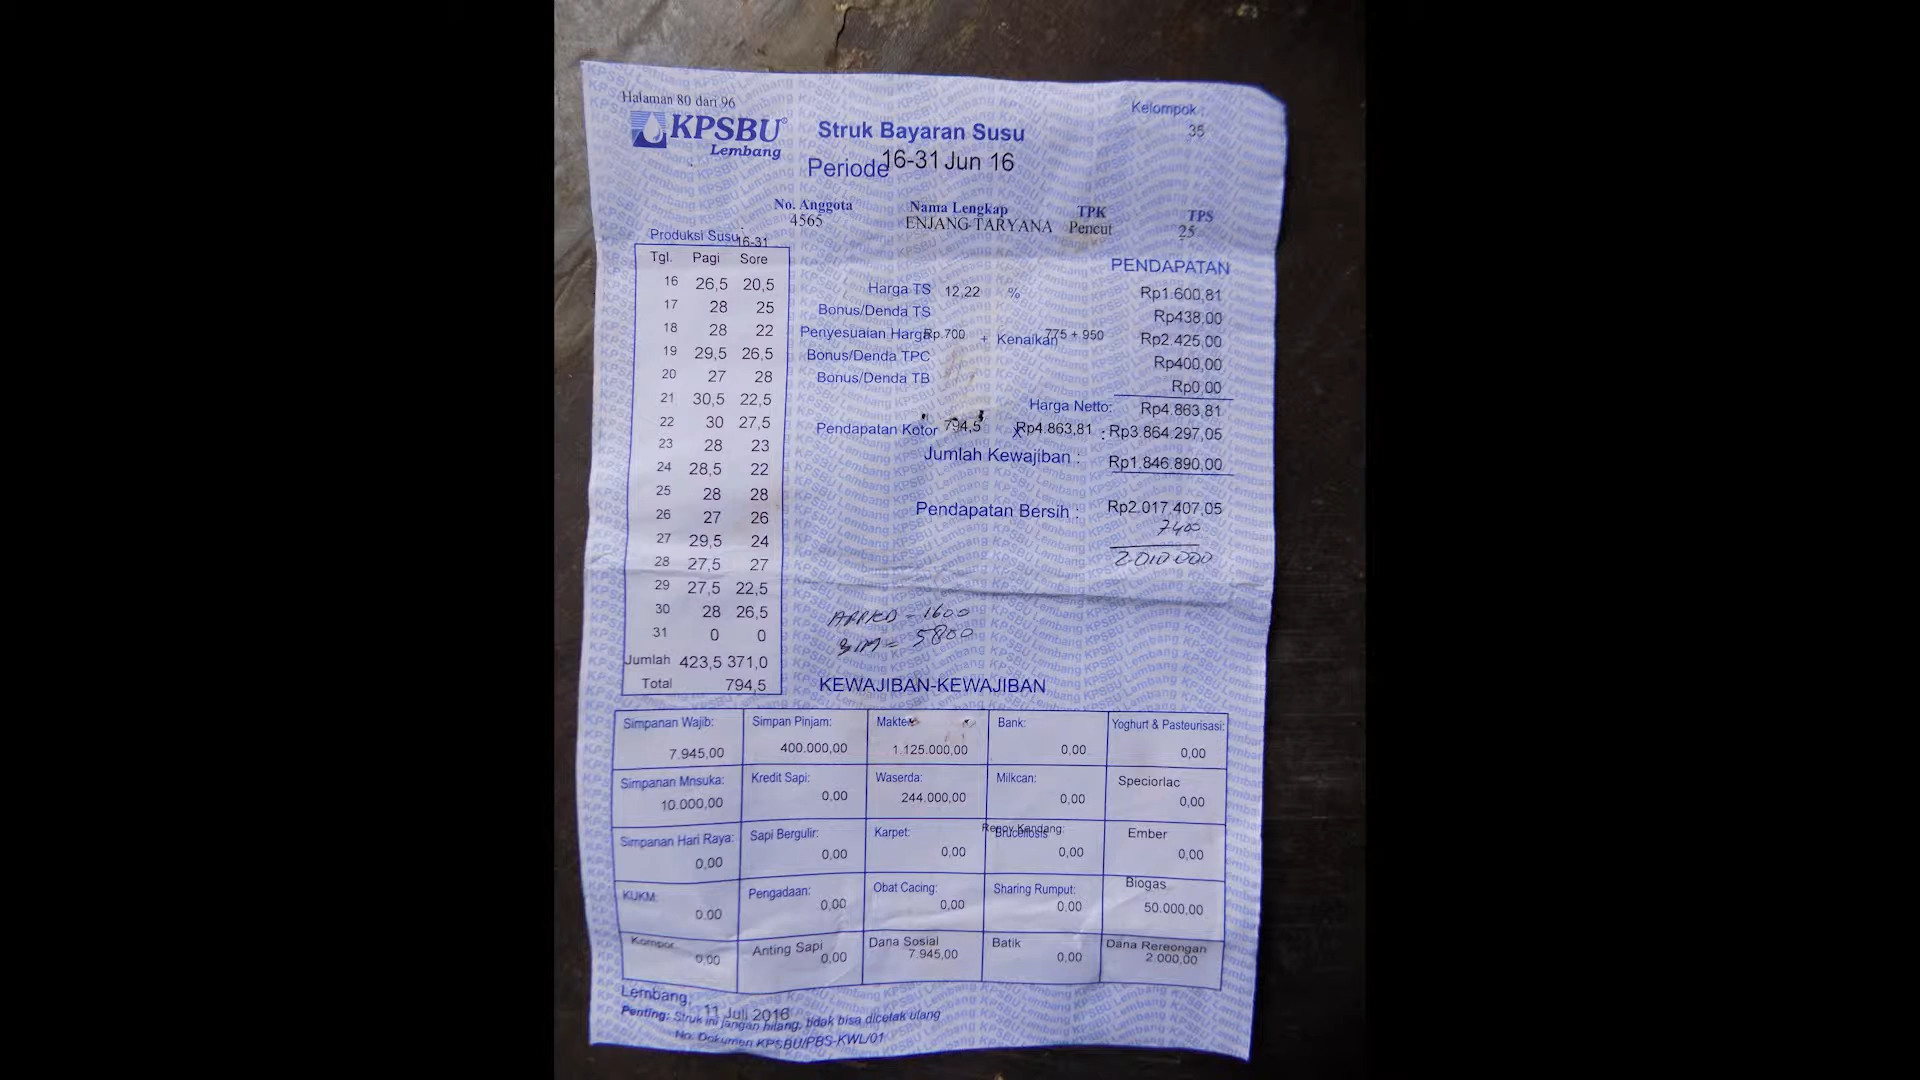 Halaman 80 dari 96
Kelompok :
35
KPSBU
Lembang
Struk Bayaran Susu
Periode 16-31 Jun 16
No. Anggota Nama Lengkap TPK TPS
4565 ENJANG TARYANA Pencut 25
Produksi Susu 16-31
Tgl. Pagi Sore
16 26,5 20,5
17 28 25
18 28 22
19 29,5 26,5
20 27 28
21 30,5 22,5
22 30 27,5
23 28 23
24 28,5 22
25 28 28
26 27 26
27 29,5 24
28 27,5 27
29 27,5 22,5
30 28 26,5
31 0 0
Jumlah 423,5 371,0
Total 794,5
PENDAPATAN
Harga TS 12,22 % Rp1.600,81
Bonus/Denda TS Rp438,00
Penyesuaian Harga Rp.700 + Kenaikan 775 + 950 Rp2.425,00
Bonus/Denda TPC Rp400,00
Bonus/Denda TB Rp0,00
Harga Netto: Rp4.863,81
Pendapatan Kotor 794,5 X Rp4.863,81 : Rp3.864.297,05
Jumlah Kewajiban : Rp1.846.890,00
Pendapatan Bersih : Rp2.017.407,05
7400
2.010.000
1600
= 5800
KEWAJIBAN-KEWAJIBAN
Simpanan Wajib: Simpan Pinjam: Makter Bank: Yoghurt & Pasteurisasi:
7.945,00 400.000,00 1.125.000,00 0,00 0,00
Simpanan Mnsuka: Kredit Sapi: Waserda: Milkcan: Speciorlac
10.000,00 0,00 244.000,00 0,00 0,00
Simpanan Hari Raya: Sapi Bergulir: Karpet: Brucellosis Kandang: Ember
0,00 0,00 0,00 0,00 0,00
KUKM: Pengadaan: Obat Cacing: Sharing Rumput: Biogas
0.00 0,00 0,00 0,00 50.000,00
Kompor Anting Sapi Dana Sosial Batik Dana Rereongan
0,00 0,00 7.945,00 0,00 2.000,00
Lembang, 11 Juli 2016
Penting: Struk ini jangan hilang, tidak bisa dicetak ulang
No. Dokumen KPSBU/PBS-KWL/01